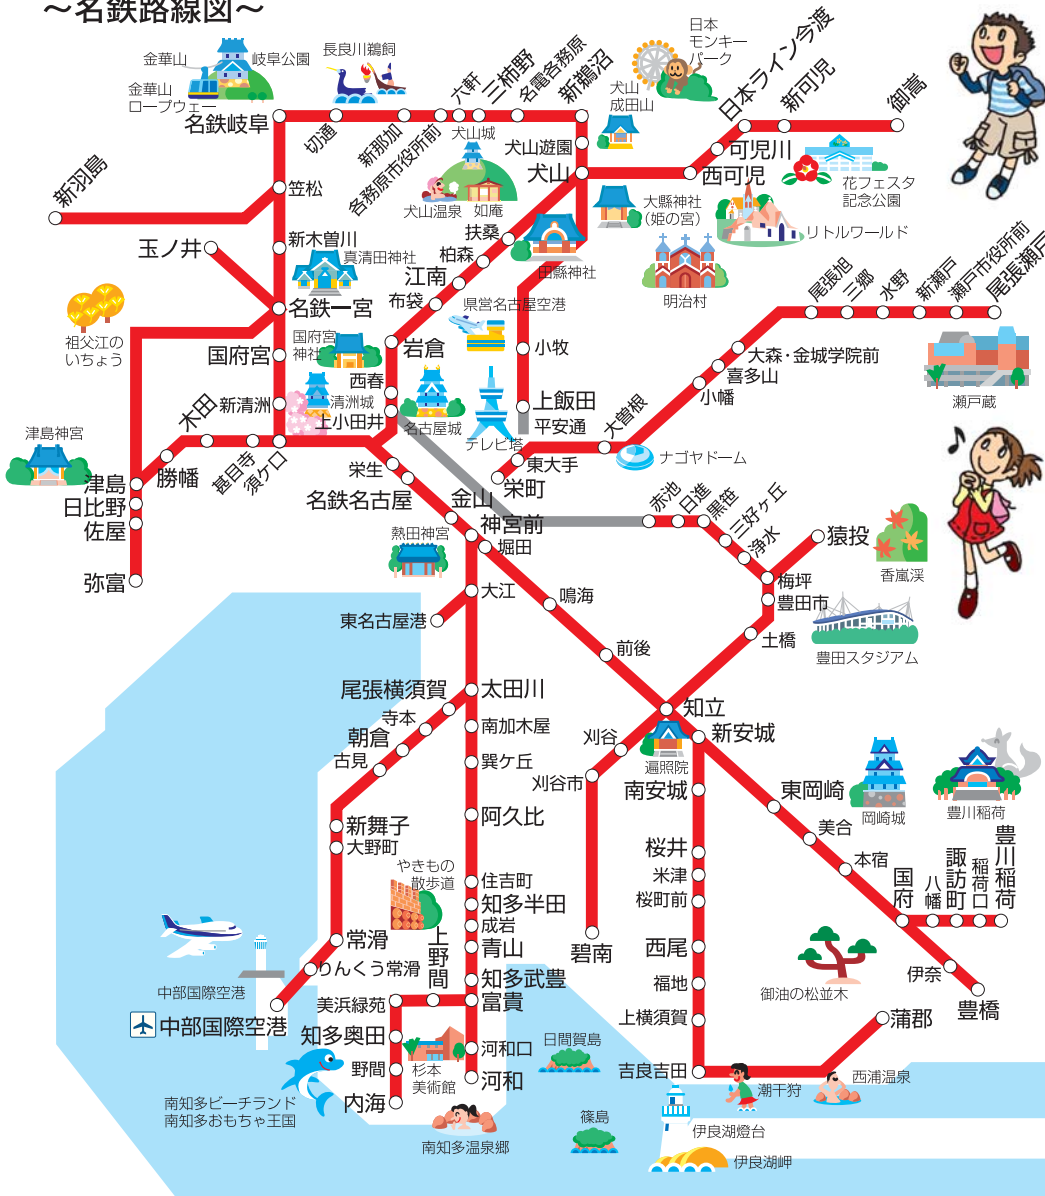 ～名鉄路線図～
金華山
岐阜公園
長良川鵜飼
金華山
ロープウェー
名鉄岐阜
切通
新那加
各務原市役所前
六軒
三柿野
名電各務原
新鵜沼
犬山城
犬山遊園
犬山
犬山
成田山
日本
モンキー
パーク
日本ライン今渡
新可児
御嵩
可児川
西可児
花フェスタ
記念公園
新羽島
笠松
犬山温泉
如庵
大縣神社
（姫の宮）
リトルワールド
玉ノ井
新木曽川
真清田神社
扶桑
柏森
江南
布袋
田縣神社
明治村
尾張旭
三郷
水野
新瀬戸
瀬戸市役所前
尾張瀬戸
祖父江の
いちょう
名鉄一宮
県営名古屋空港
国府宮
国府宮
神社
岩倉
小牧
大森・金城学院前
喜多山
小幡
瀬戸蔵
西春
新清洲
清洲城
上小田井
名古屋城
テレビ塔
上飯田
平安通
大曽根
ナゴヤドーム
木田
津島神宮
津島
勝幡
甚目寺
須ケ口
日比野
佐屋
弥富
栄生
名鉄名古屋
東大手
栄町
金山
神宮前
熱田神宮
堀田
赤池
日進
黒笹
三好ヶ丘
浄水
猿投
香嵐渓
梅坪
豊田市
土橋
豊田スタジアム
大江
東名古屋港
鳴海
前後
尾張横須賀
太田川
寺本
朝倉
古見
南加木屋
巽ケ丘
知立
新安城
刈谷
刈谷市
遍照院
南安城
東岡崎
岡崎城
豊川稲荷
阿久比
新舞子
大野町
桜井
米津
桜町前
美合
本宿
国府
八幡
諏訪町
稲荷口
豊川稲荷
やきもの
散歩道
住吉町
知多半田
成岩
青山
上野間
常滑
りんくう常滑
碧南
西尾
伊奈
豊橋
福地
御油の松並木
中部国際空港
中部国際空港
知多武豊
富貴
美浜緑苑
知多奥田
上横須賀
蒲郡
野間
杉本
美術館
河和口
河和
日間賀島
吉良吉田
潮干狩
西浦温泉
内海
南知多ビーチランド
南知多おもちゃ王国
南知多温泉郷
篠島
伊良湖燈台
伊良湖岬